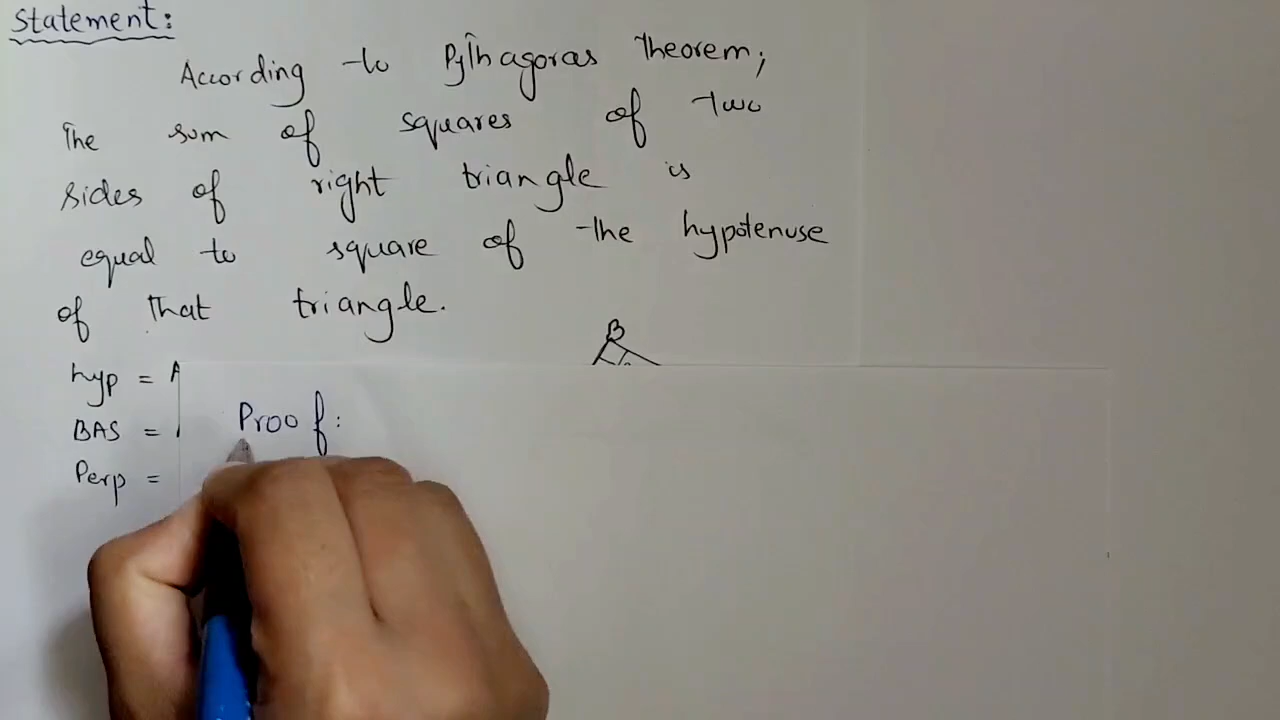 Statement:
According to Pythagoras Theorem;
The sum of squares of two
sides of right triangle is
equal to square of the hypotenuse
of that triangle.
B
hyp = A
BAS =
Perp =
Proof: